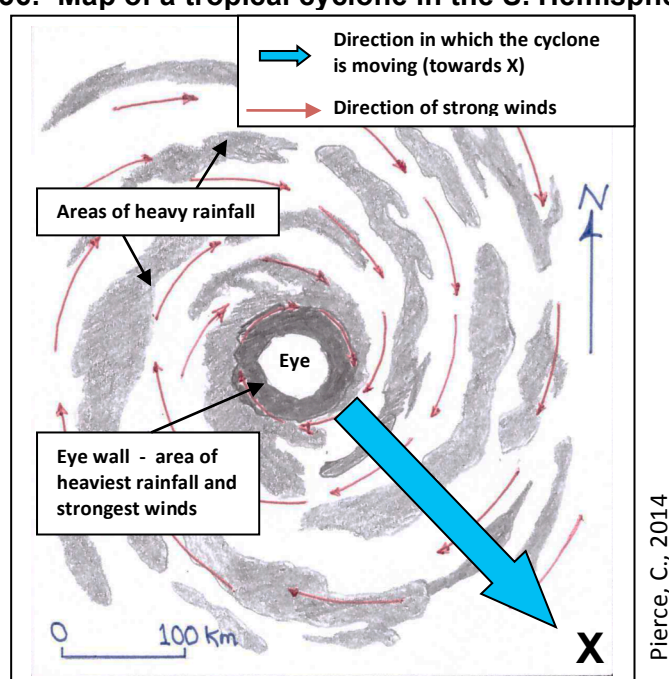 Map of a tropical cyclone in the S. Hemisphe
Direction in which the cyclone
is moving (towards X)
Direction of strong winds
N
Areas of heavy rainfall
Eye
Eye wall - area of
heaviest rainfall and
strongest winds
0 100 Km
X
Pierce, C., 2014